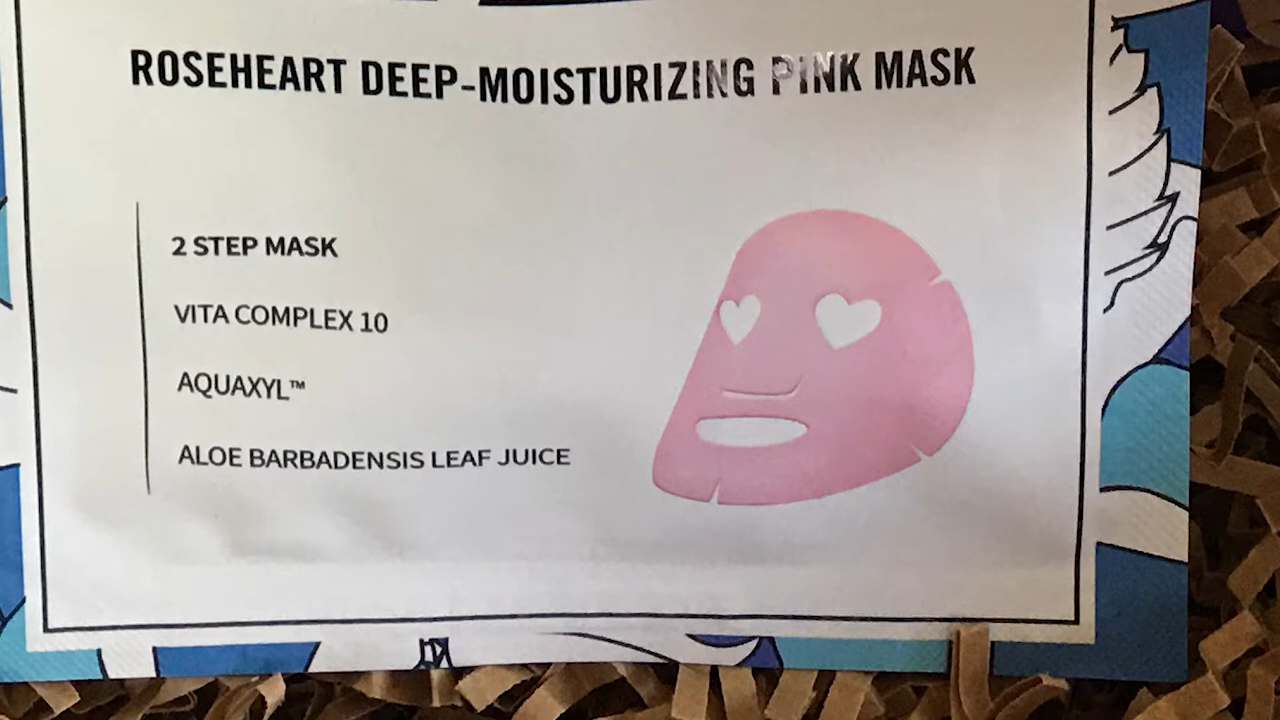 ROSEHEART DEEP-MOISTURIZING PINK MASK
2 STEP MASK
VITA COMPLEX 10
AQUAXYL™
ALOE BARBADENSIS LEAF JUICE